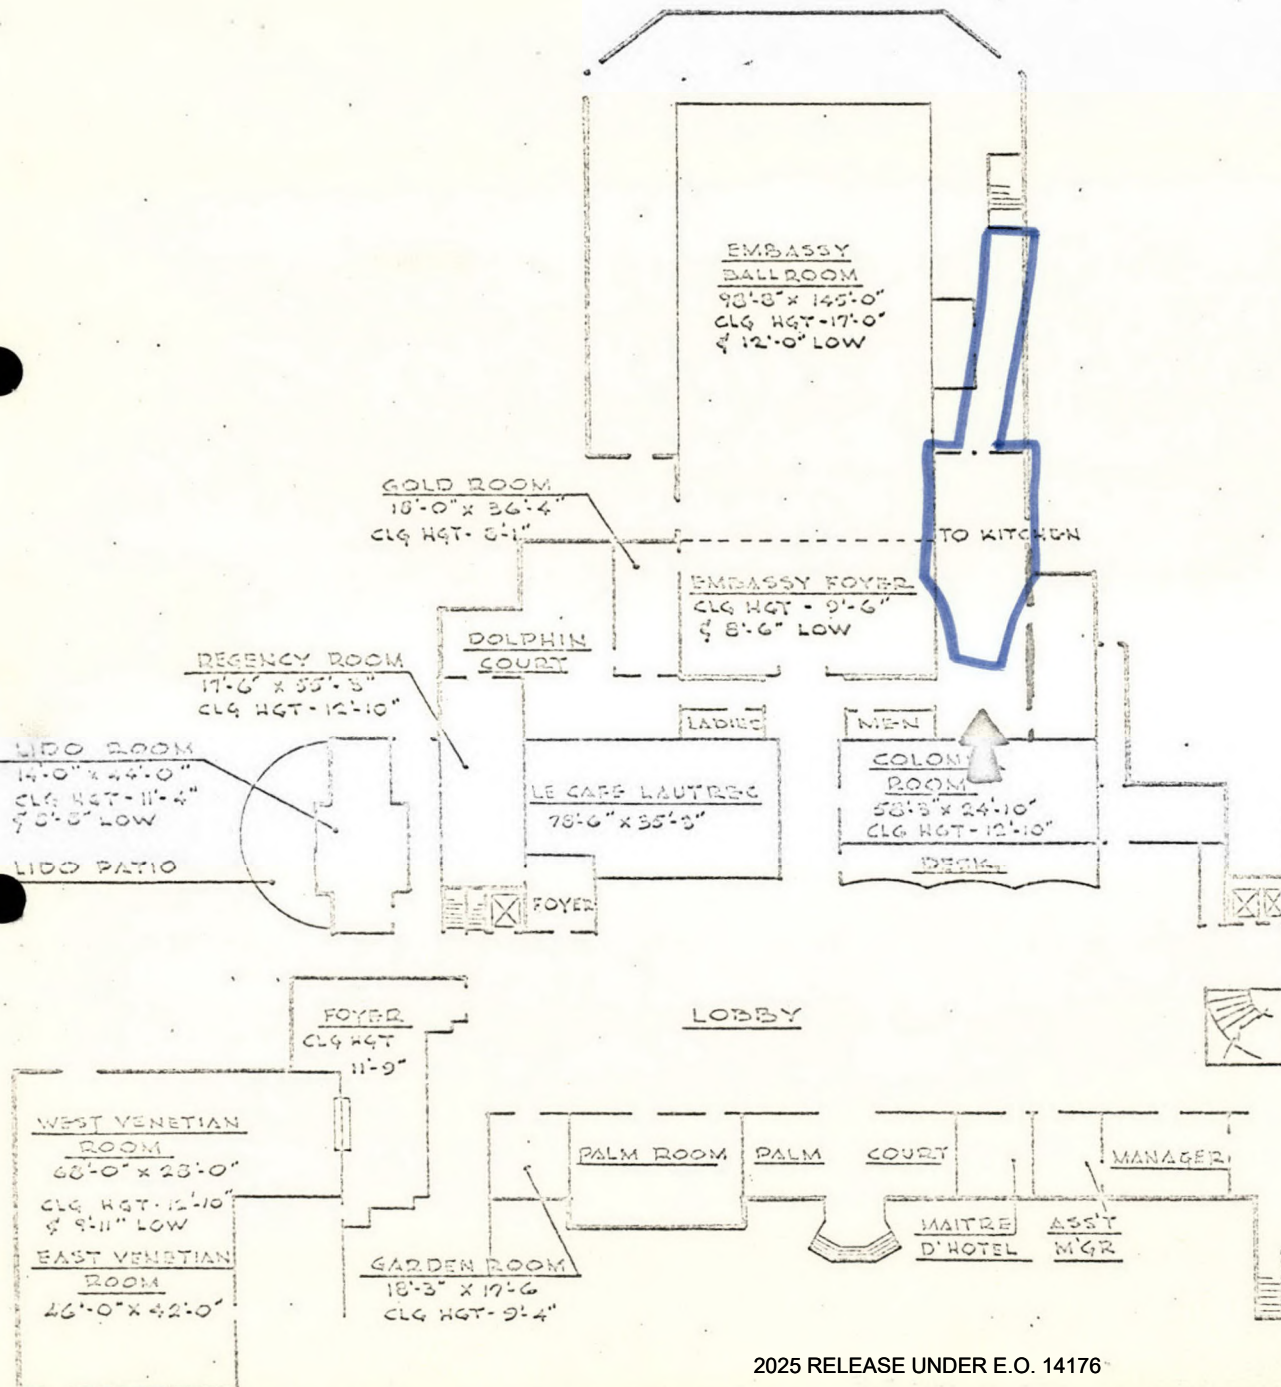 EMBASSY
BALLROOM
98'-8" x 145'-0"
CLG HGT-17'-0"
& 12'-0" LOW
GOLD ROOM
18'-0" x 36'-4"
CLG HGT- 8'-1"
TO KITCHEN
EMBASSY FOYER
CLG HGT - 9'-6"
& 8'-6" LOW
DOLPHIN
COURT
REGENCY ROOM
17'-6" x 55'-8"
CLG HGT-12'-10"
LADIES
MEN
LIDO ROOM
14'-0" x 44'-0"
CLG HGT-11'-4"
& 8'-8" LOW
LE CAFE LAUTREC
78'-6" x 35'-3"
COLON
ROOM
58'-3" x 24'-10"
CLG HGT-12'-10"
DECK
LIDO PATIO
FOYER
LOBBY
FOYER
CLG HGT
11'-9"
WEST VENETIAN
ROOM
68'-0" x 28'-0"
CLG HGT-12'-10"
& 9'-11" LOW
EAST VENETIAN
ROOM
46'-0" x 42'-0"
PALM ROOM
PALM COURT
MANAGER
MAITRE
D'HOTEL
ASS'T
M'GR
GARDEN ROOM
18'-3" x 17'-6
CLG HGT-9'-4"
2025 RELEASE UNDER E.O. 14176